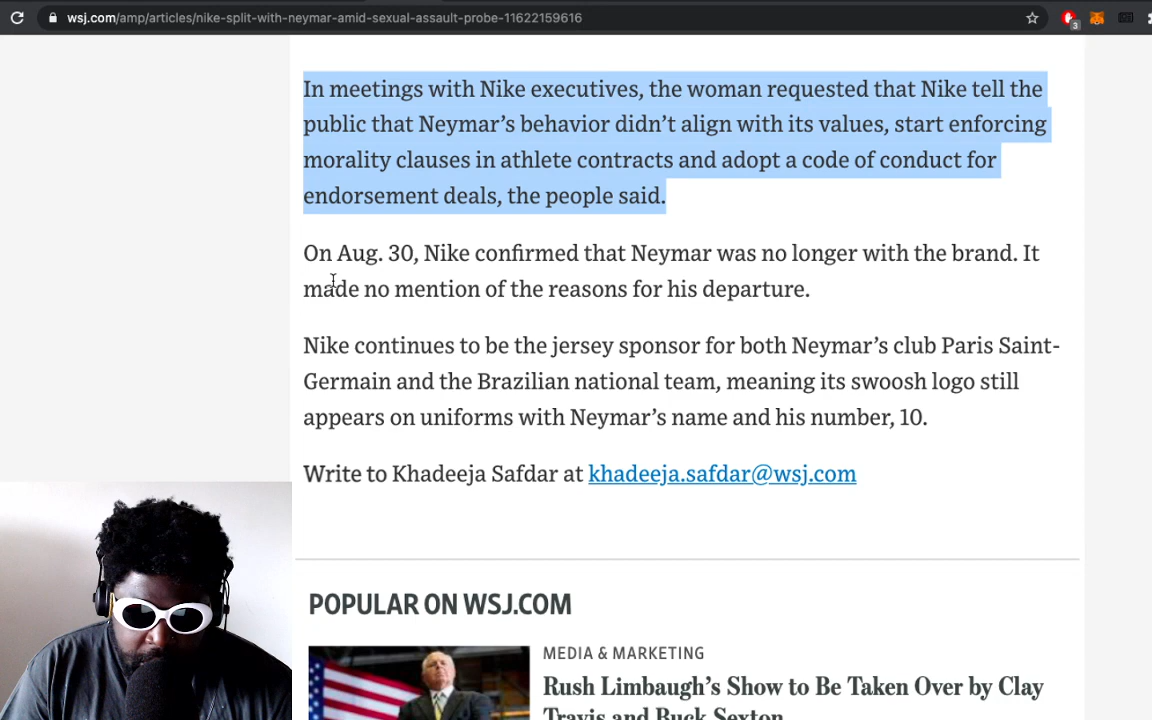 wsj.com/amp/articles/nike-split-with-neymar-amid-sexual-assault-probe-11622159616
3
In meetings with Nike executives, the woman requested that Nike tell the
public that Neymar’s behavior didn’t align with its values, start enforcing
morality clauses in athlete contracts and adopt a code of conduct for
endorsement deals, the people said.
On Aug. 30, Nike confirmed that Neymar was no longer with the brand. It
made no mention of the reasons for his departure.
Nike continues to be the jersey sponsor for both Neymar’s club Paris Saint-
Germain and the Brazilian national team, meaning its swoosh logo still
appears on uniforms with Neymar’s name and his number, 10.
Write to Khadeeja Safdar at khadeeja.safdar@wsj.com
POPULAR ON WSJ.COM
MEDIA & MARKETING
Rush Limbaugh’s Show to Be Taken Over by Clay
Travis and Buck Sexton